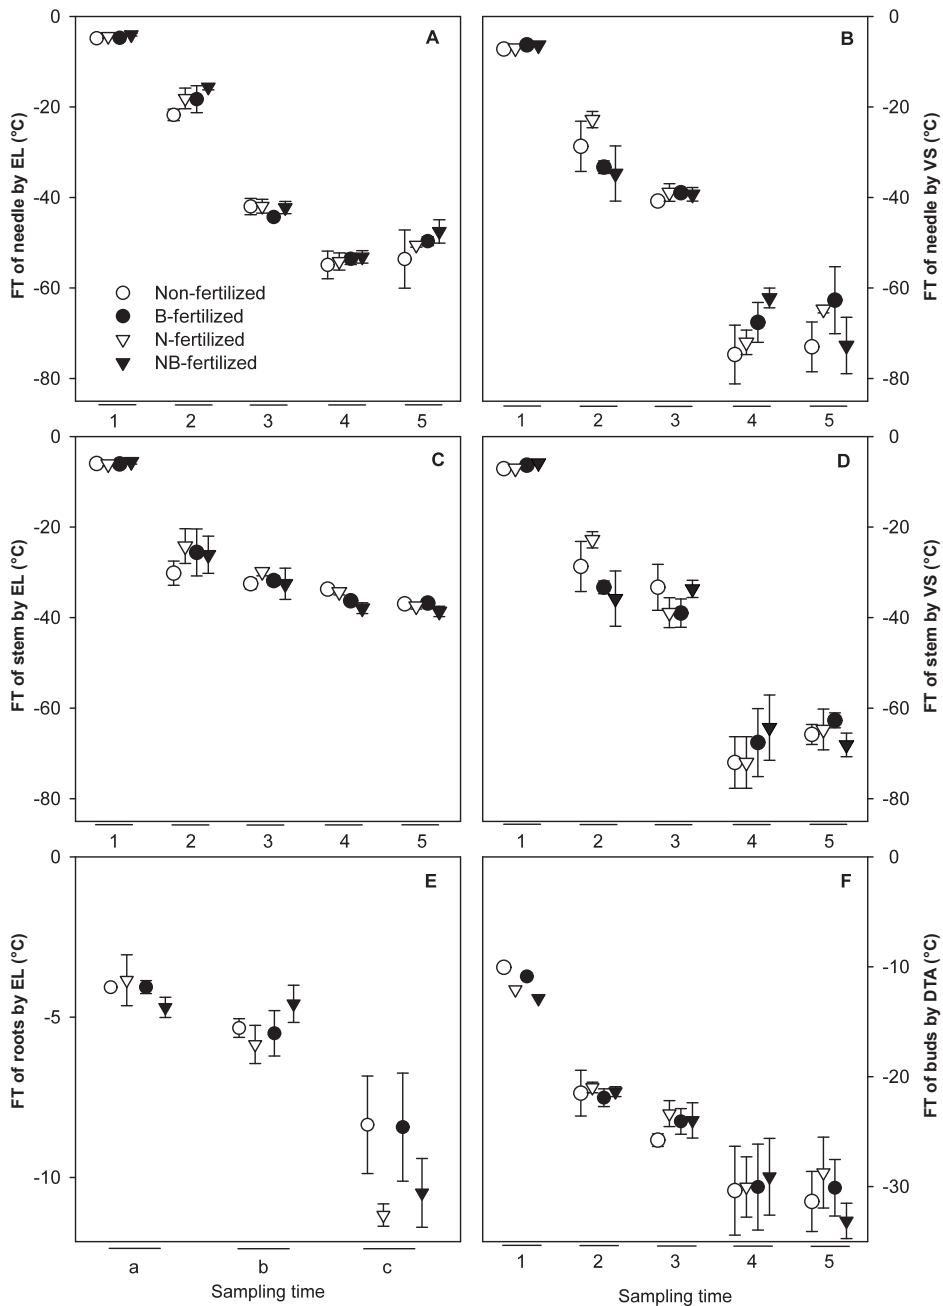 0
-20
-40
-60
-80
FT of needle by EL (°C)
A
Non-fertilized
B-fertilized
N-fertilized
NB-fertilized
1 2 3 4 5
B
0
-20
-40
-60
-80
FT of needle by VS (°C)
1 2 3 4 5
0
-20
-40
-60
-80
FT of stem by EL (°C)
C
1 2 3 4 5
D
0
-20
-40
-60
-80
FT of stem by VS (°C)
1 2 3 4 5
0
-5
-10
FT of roots by EL (°C)
E
a b c
Sampling time
F
0
-10
-20
-30
FT of buds by DTA (°C)
1 2 3 4 5
Sampling time